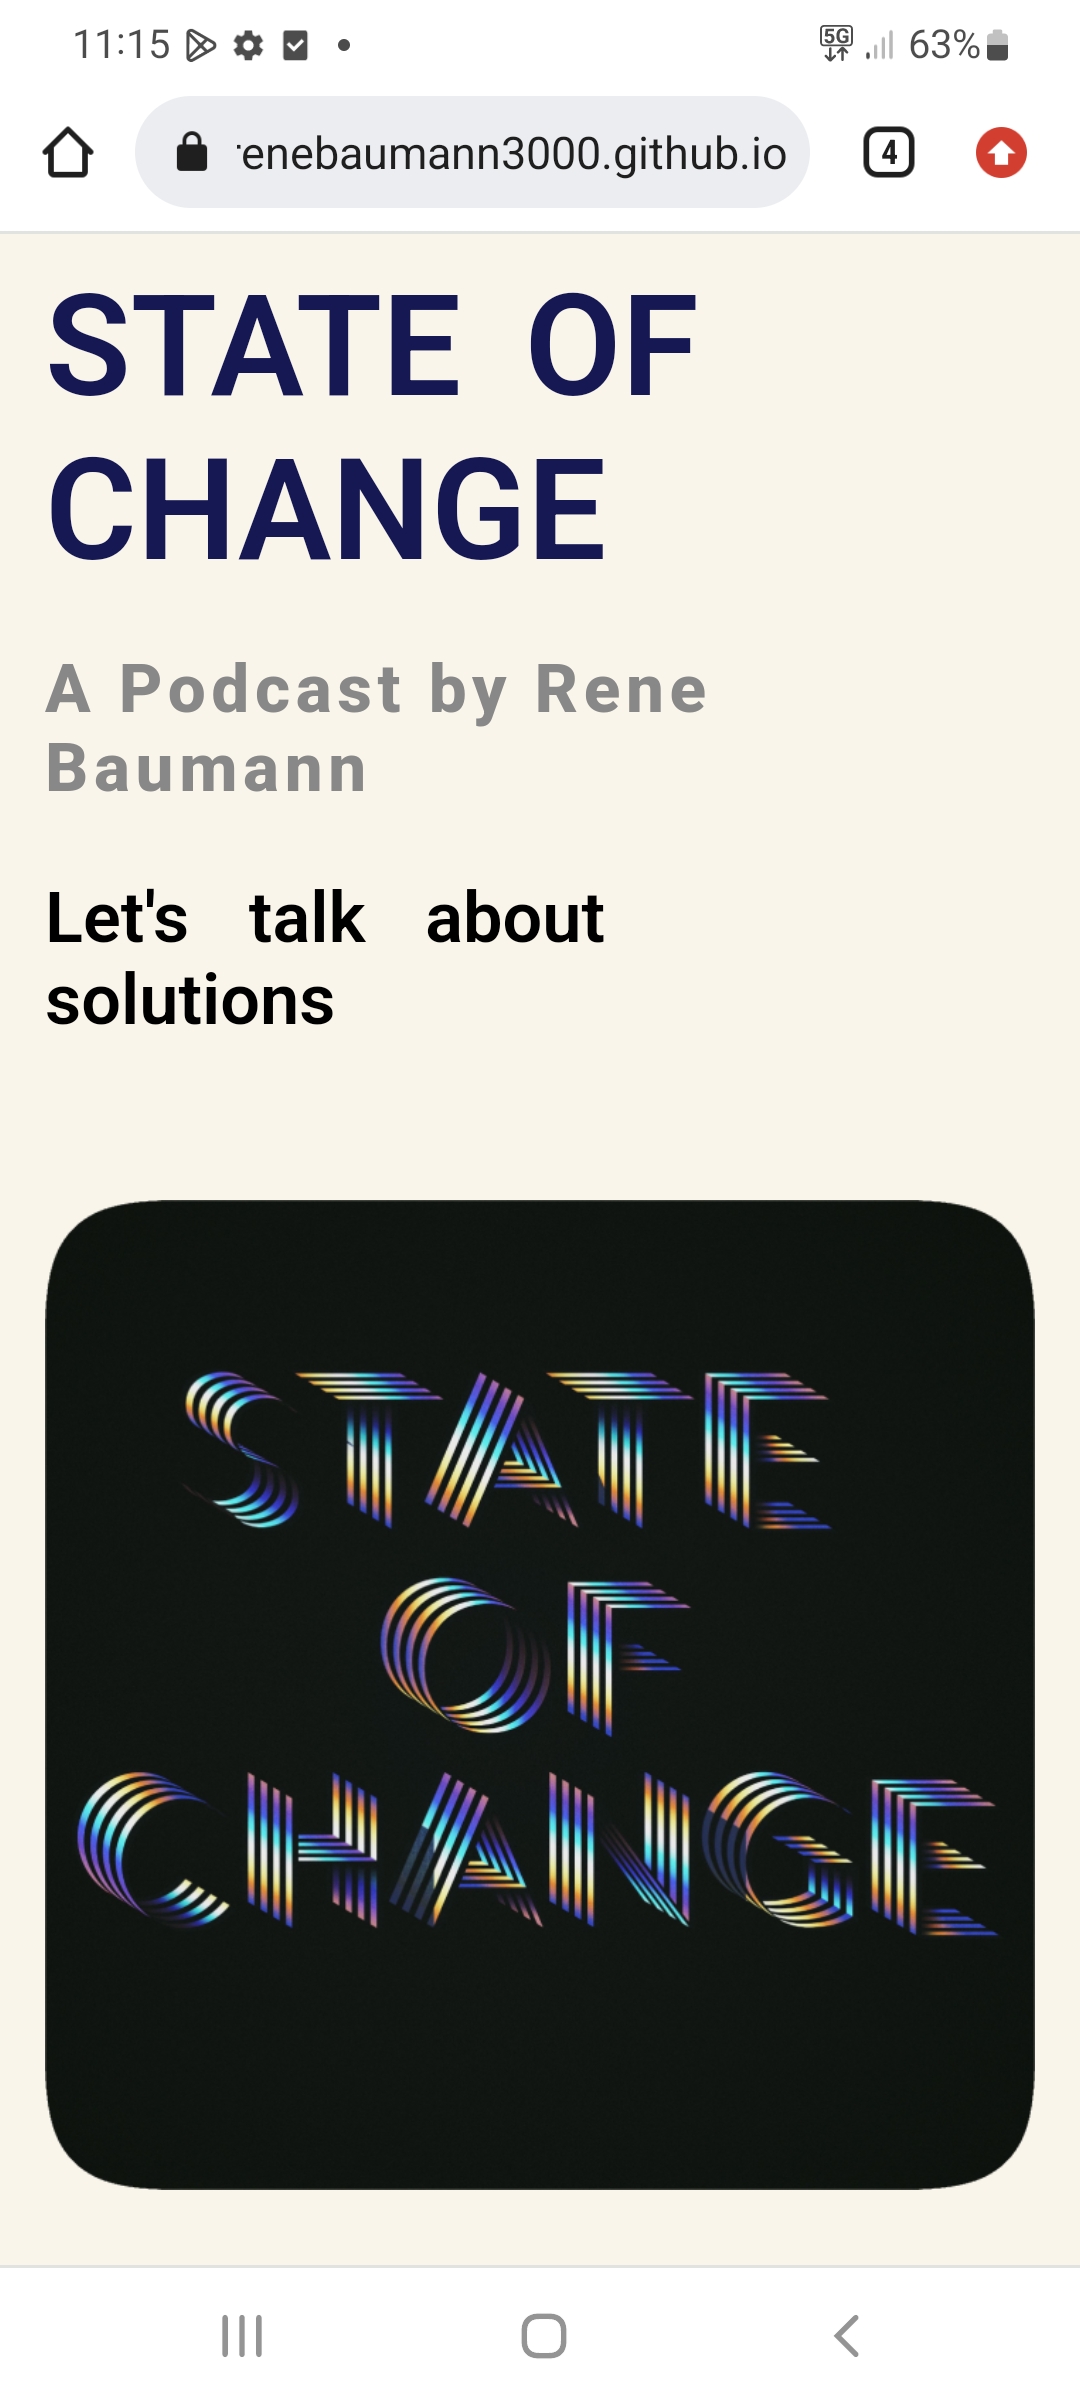 11:15
5G
63%
renebaumann3000.github.io
4
STATE OF
CHANGE
A Podcast by Rene
Baumann
Let's talk about
solutions
STATE
OF
CHANGE